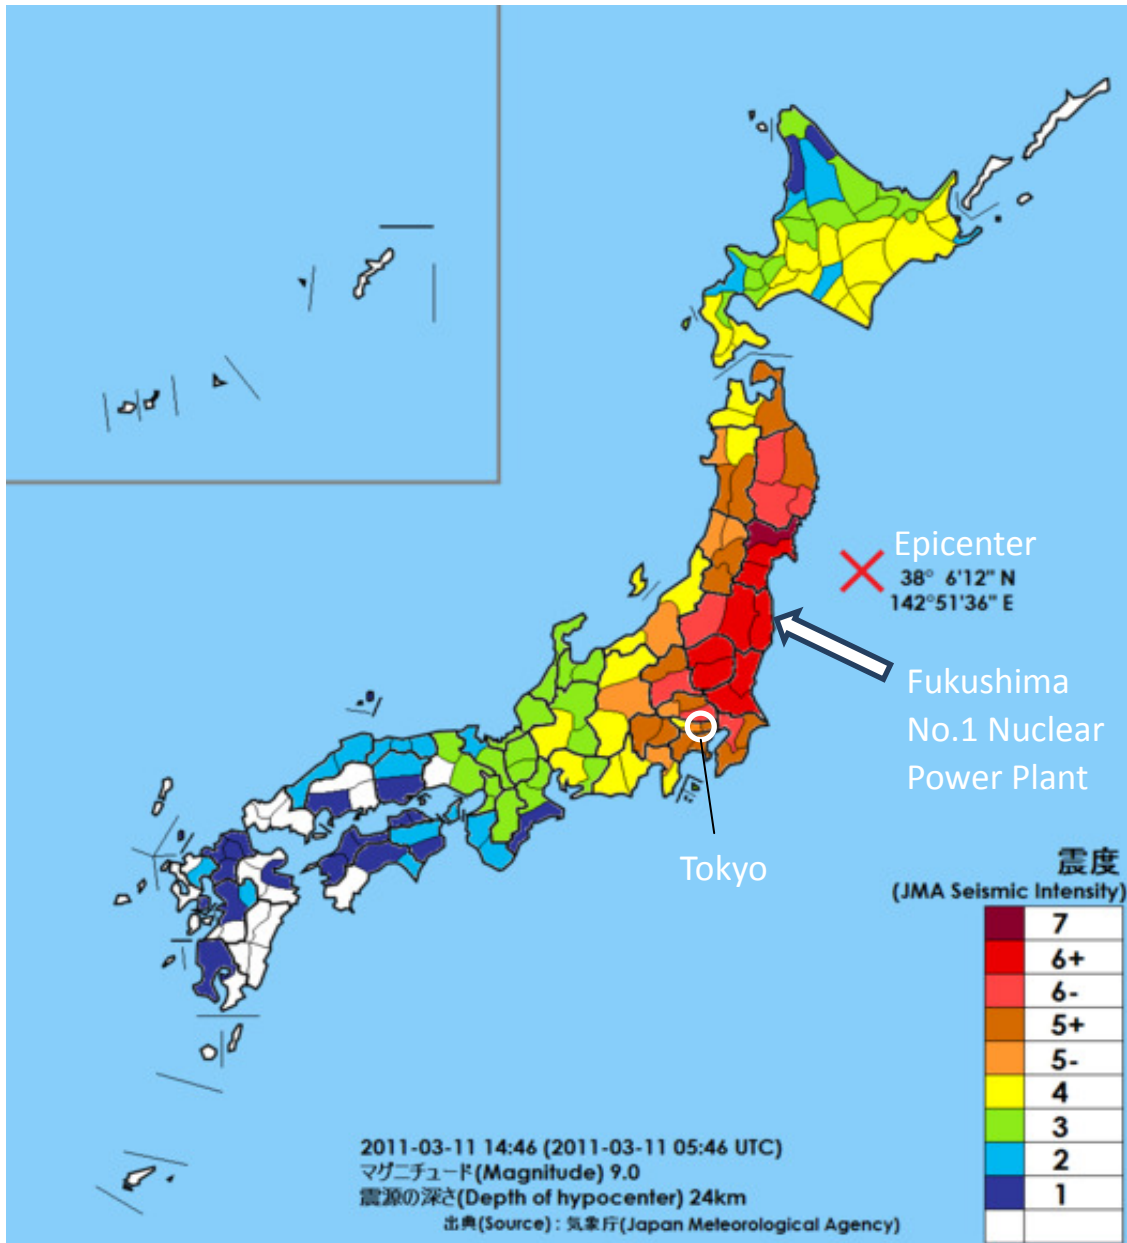 Epicenter
38° 6'12" N
142°51'36" E
Fukushima
No.1 Nuclear
Power Plant
Tokyo
震度
(JMA Seismic Intensity)
7
6+
6-
5+
5-
4
3
2
1
2011-03-11 14:46 (2011-03-11 05:46 UTC)
マグニチュード(Magnitude) 9.0
震源の深さ(Depth of hypocenter) 24km
出典(Source) : 気象庁(Japan Meteorological Agency)